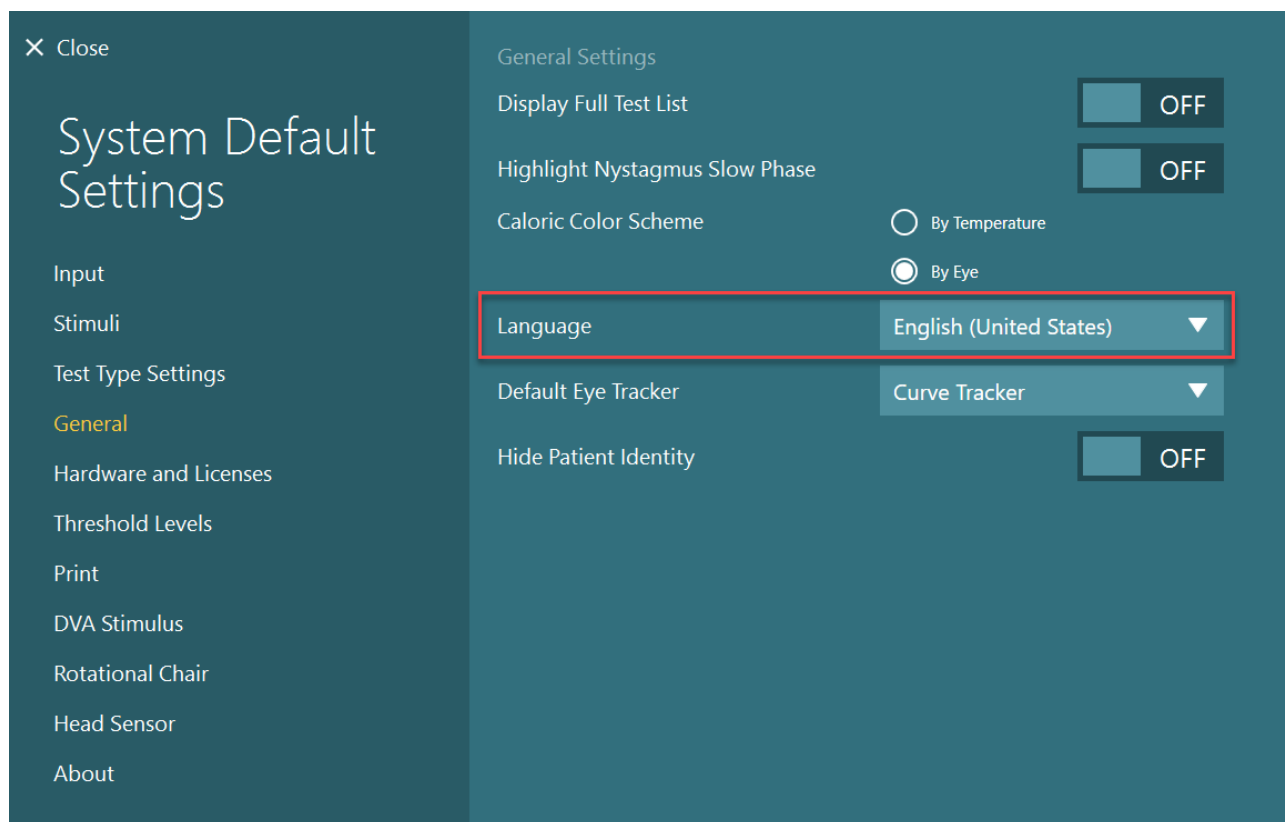 Close
System Default
Settings
Input
Stimuli
Test Type Settings
General
Hardware and Licenses
Threshold Levels
Print
DVA Stimulus
Rotational Chair
Head Sensor
About
General Settings
Display Full Test List OFF
Highlight Nystagmus Slow Phase OFF
Caloric Color Scheme By Temperature
By Eye
Language English (United States)
Default Eye Tracker Curve Tracker
Hide Patient Identity OFF